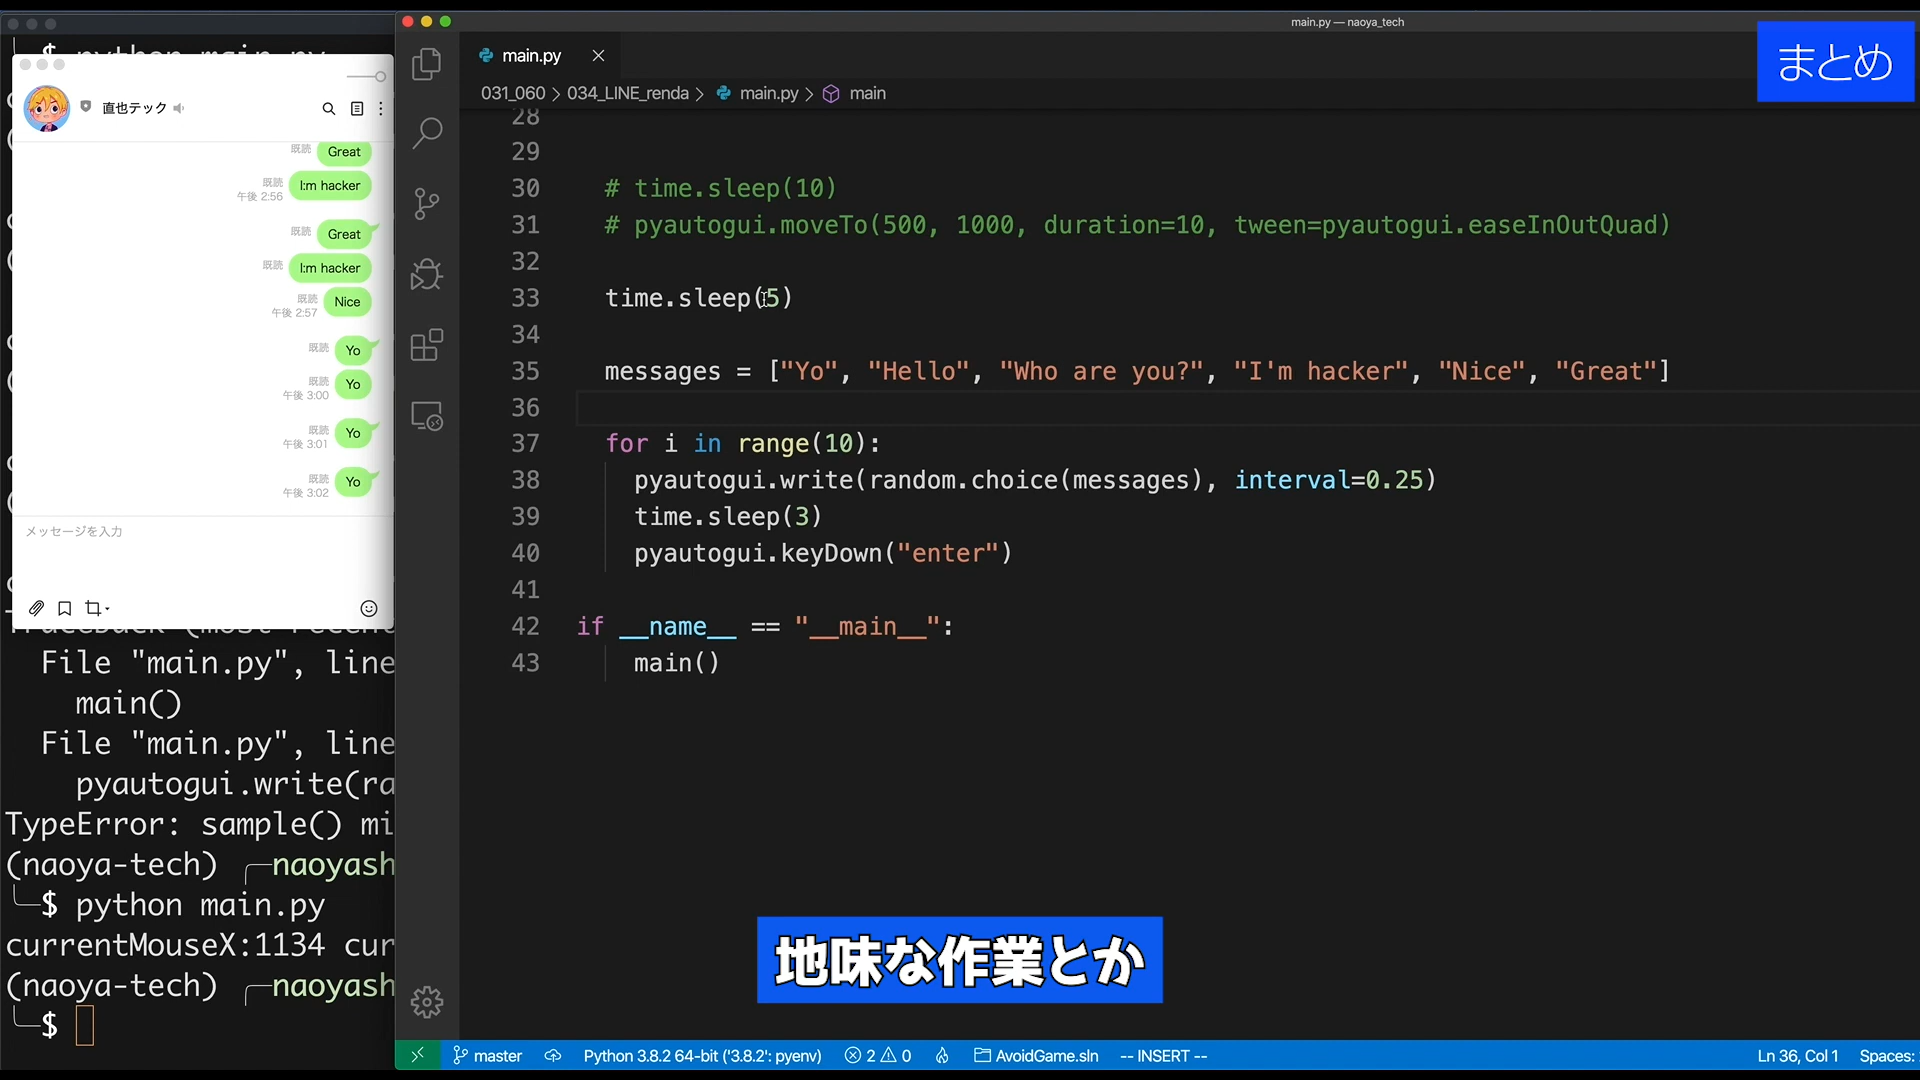 main.py — naoya_tech
まとめ
main.py
031_060 > 034_LINE_renda > main.py > main
直也テック
既読 Great
既読 午後 2:56 I:m hacker
既読 Great
既読 I:m hacker
既読 午後 2:57 Nice
既読 Yo
既読 午後 3:00 Yo
既読 午後 3:01 Yo
既読 午後 3:02 Yo
メッセージを入力
28
29
30 # time.sleep(10)
31 # pyautogui.moveTo(500, 1000, duration=10, tween=pyautogui.easeInOutQuad)
32
33 time.sleep(5)
34
35 messages = ["Yo", "Hello", "Who are you?", "I'm hacker", "Nice", "Great"]
36
37 for i in range(10):
38 pyautogui.write(random.choice(messages), interval=0.25)
39 time.sleep(3)
40 pyautogui.keyDown("enter")
41
42 if __name__ == "__main__":
43 main()
File "main.py", line
main()
File "main.py", line
pyautogui.write(ra
TypeError: sample() mi
(naoya-tech) ╭─naoyash
╰─$ python main.py
currentMouseX:1134 cur
(naoya-tech) ╭─naoyash
╰─$
地味な作業とか
master Python 3.8.2 64-bit ('3.8.2': pyenv) 2 0 AvoidGame.sln -- INSERT -- Ln 36, Col 1 Spaces: